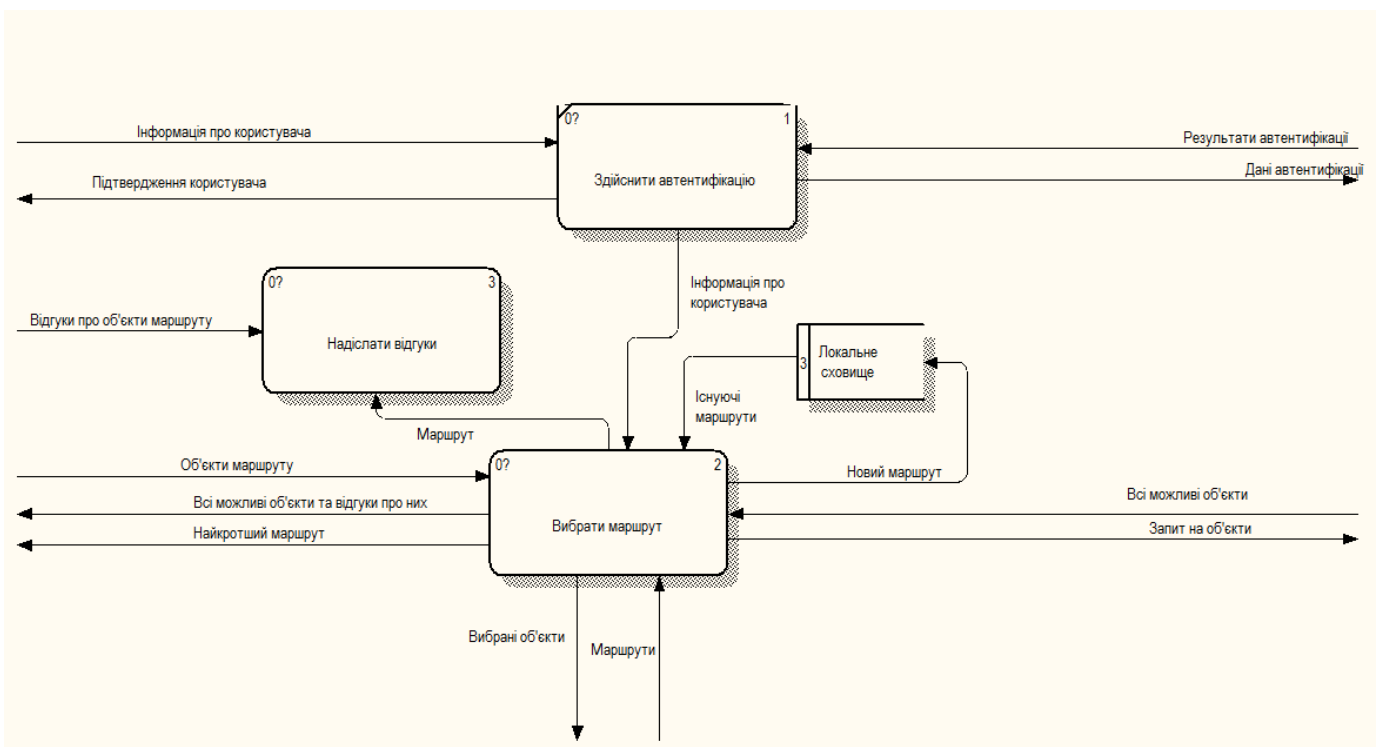 0?
1
Інформація про користувача
Результати автентифікації
Здійснити автентифікацію
Дані автентифікації
Підтвердження користувача
0?
3
Інформація про
користувача
Відгуки про об'єкти маршруту
Надіслати відгуки
3
Локальне
сховище
Існуючі
маршрути
Маршрут
Об'єкти маршруту
0?
2
Новий маршрут
Всі можливі об'єкти та відгуки про них
Всі можливі об'єкти
Найкротший маршрут
Вибрати маршрут
Запит на об'єкти
Вибрані об'єкти
Маршрути